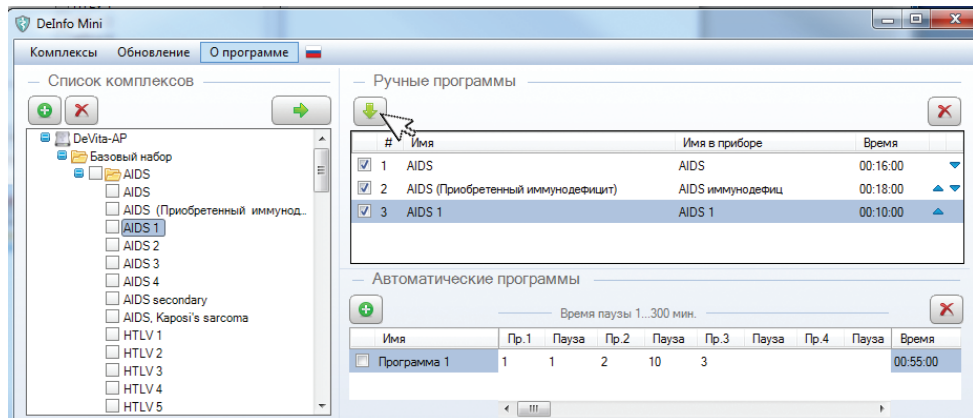 DeInfo Mini
Комплексы Обновление О программе
Список комплексов
DeVita-AP
Базовый набор
AIDS
AIDS
AIDS (Приобретенный иммунод..
AIDS 1
AIDS 2
AIDS 3
AIDS 4
AIDS secondary
AIDS, Kaposi's sarcoma
HTLV 1
HTLV 2
HTLV 3
HTLV 4
HTLV 5
Ручные программы
# Имя Имя в приборе Время
1 AIDS AIDS 00:16:00
2 AIDS (Приобретенный иммунодефицит) AIDS иммунодефиц 00:18:00
3 AIDS 1 AIDS 1 00:10:00
Автоматические программы
Время паузы 1...300 мин.
Имя Пр.1 Пауза Пр.2 Пауза Пр.3 Пауза Пр.4 Пауза Время
Программа 1 1 1 2 10 3 00:55:00